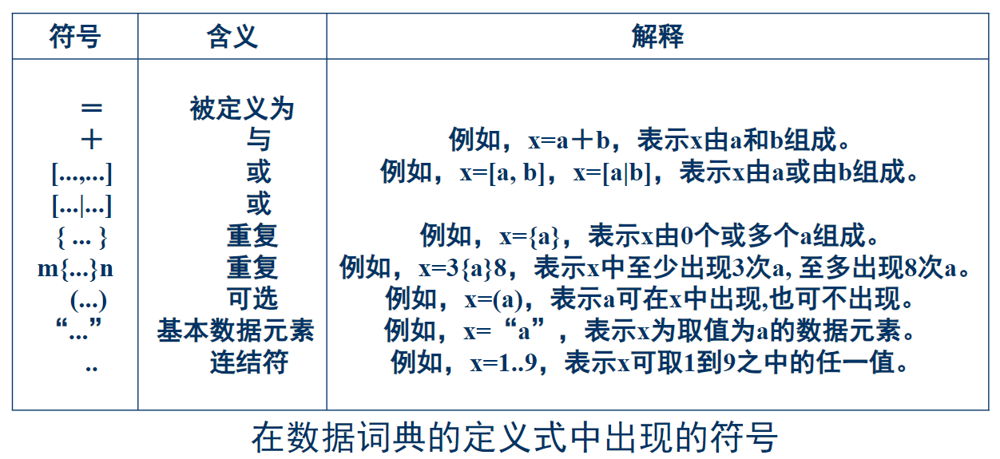 符号 含义 解释
＝ 被定义为
＋ 与 例如，x=a＋b，表示x由a和b组成。
[...,...] 或 例如，x=[a, b]，x=[a|b]，表示x由a或由b组成。
[...|...] 或
{ ... } 重复 例如，x={a}，表示x由0个或多个a组成。
m{...}n 重复 例如，x=3{a}8，表示x中至少出现3次a, 至多出现8次a。
(...) 可选 例如，x=(a)，表示a可在x中出现,也可不出现。
“...” 基本数据元素 例如，x=“a”，表示x为取值为a的数据元素。
.. 连结符 例如，x=1..9，表示x可取1到9之中的任一值。
在数据词典的定义式中出现的符号